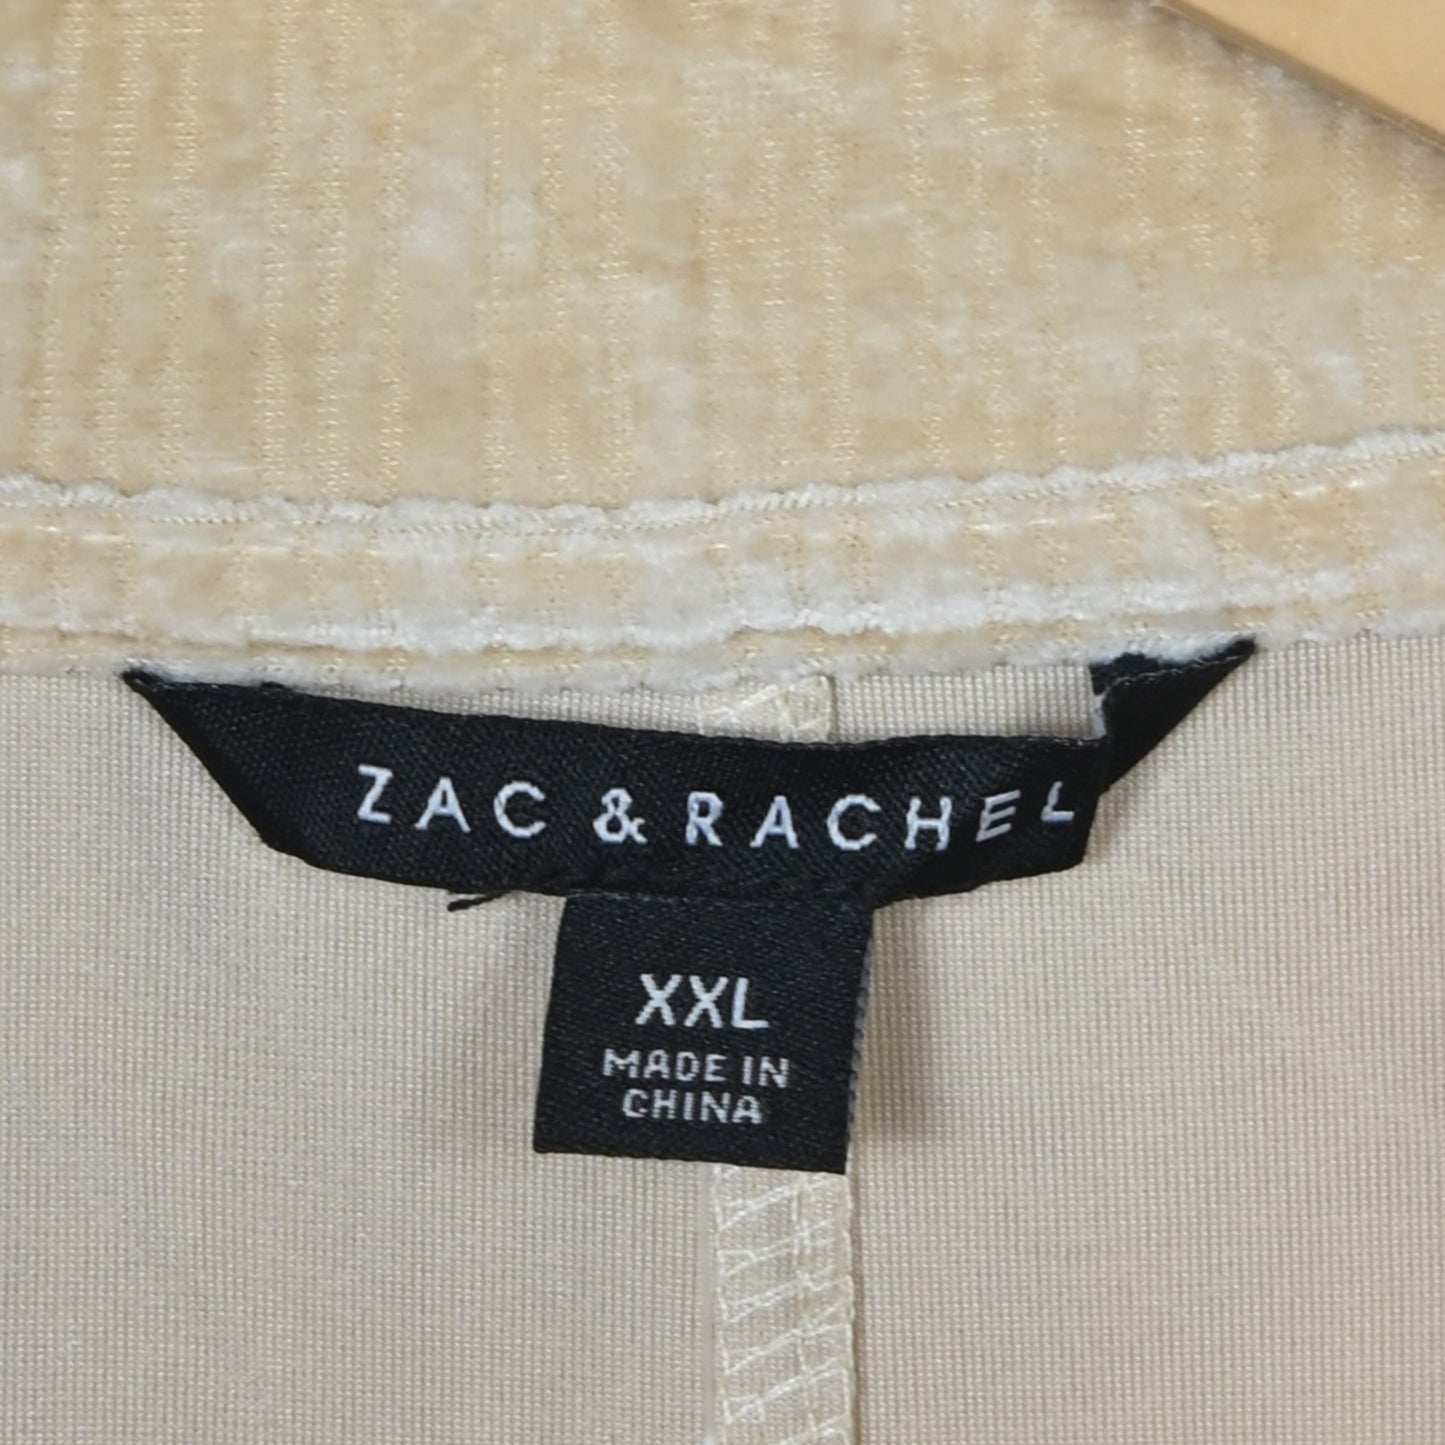 ZAC & RACHEL
XXL
MADE IN
CHINA